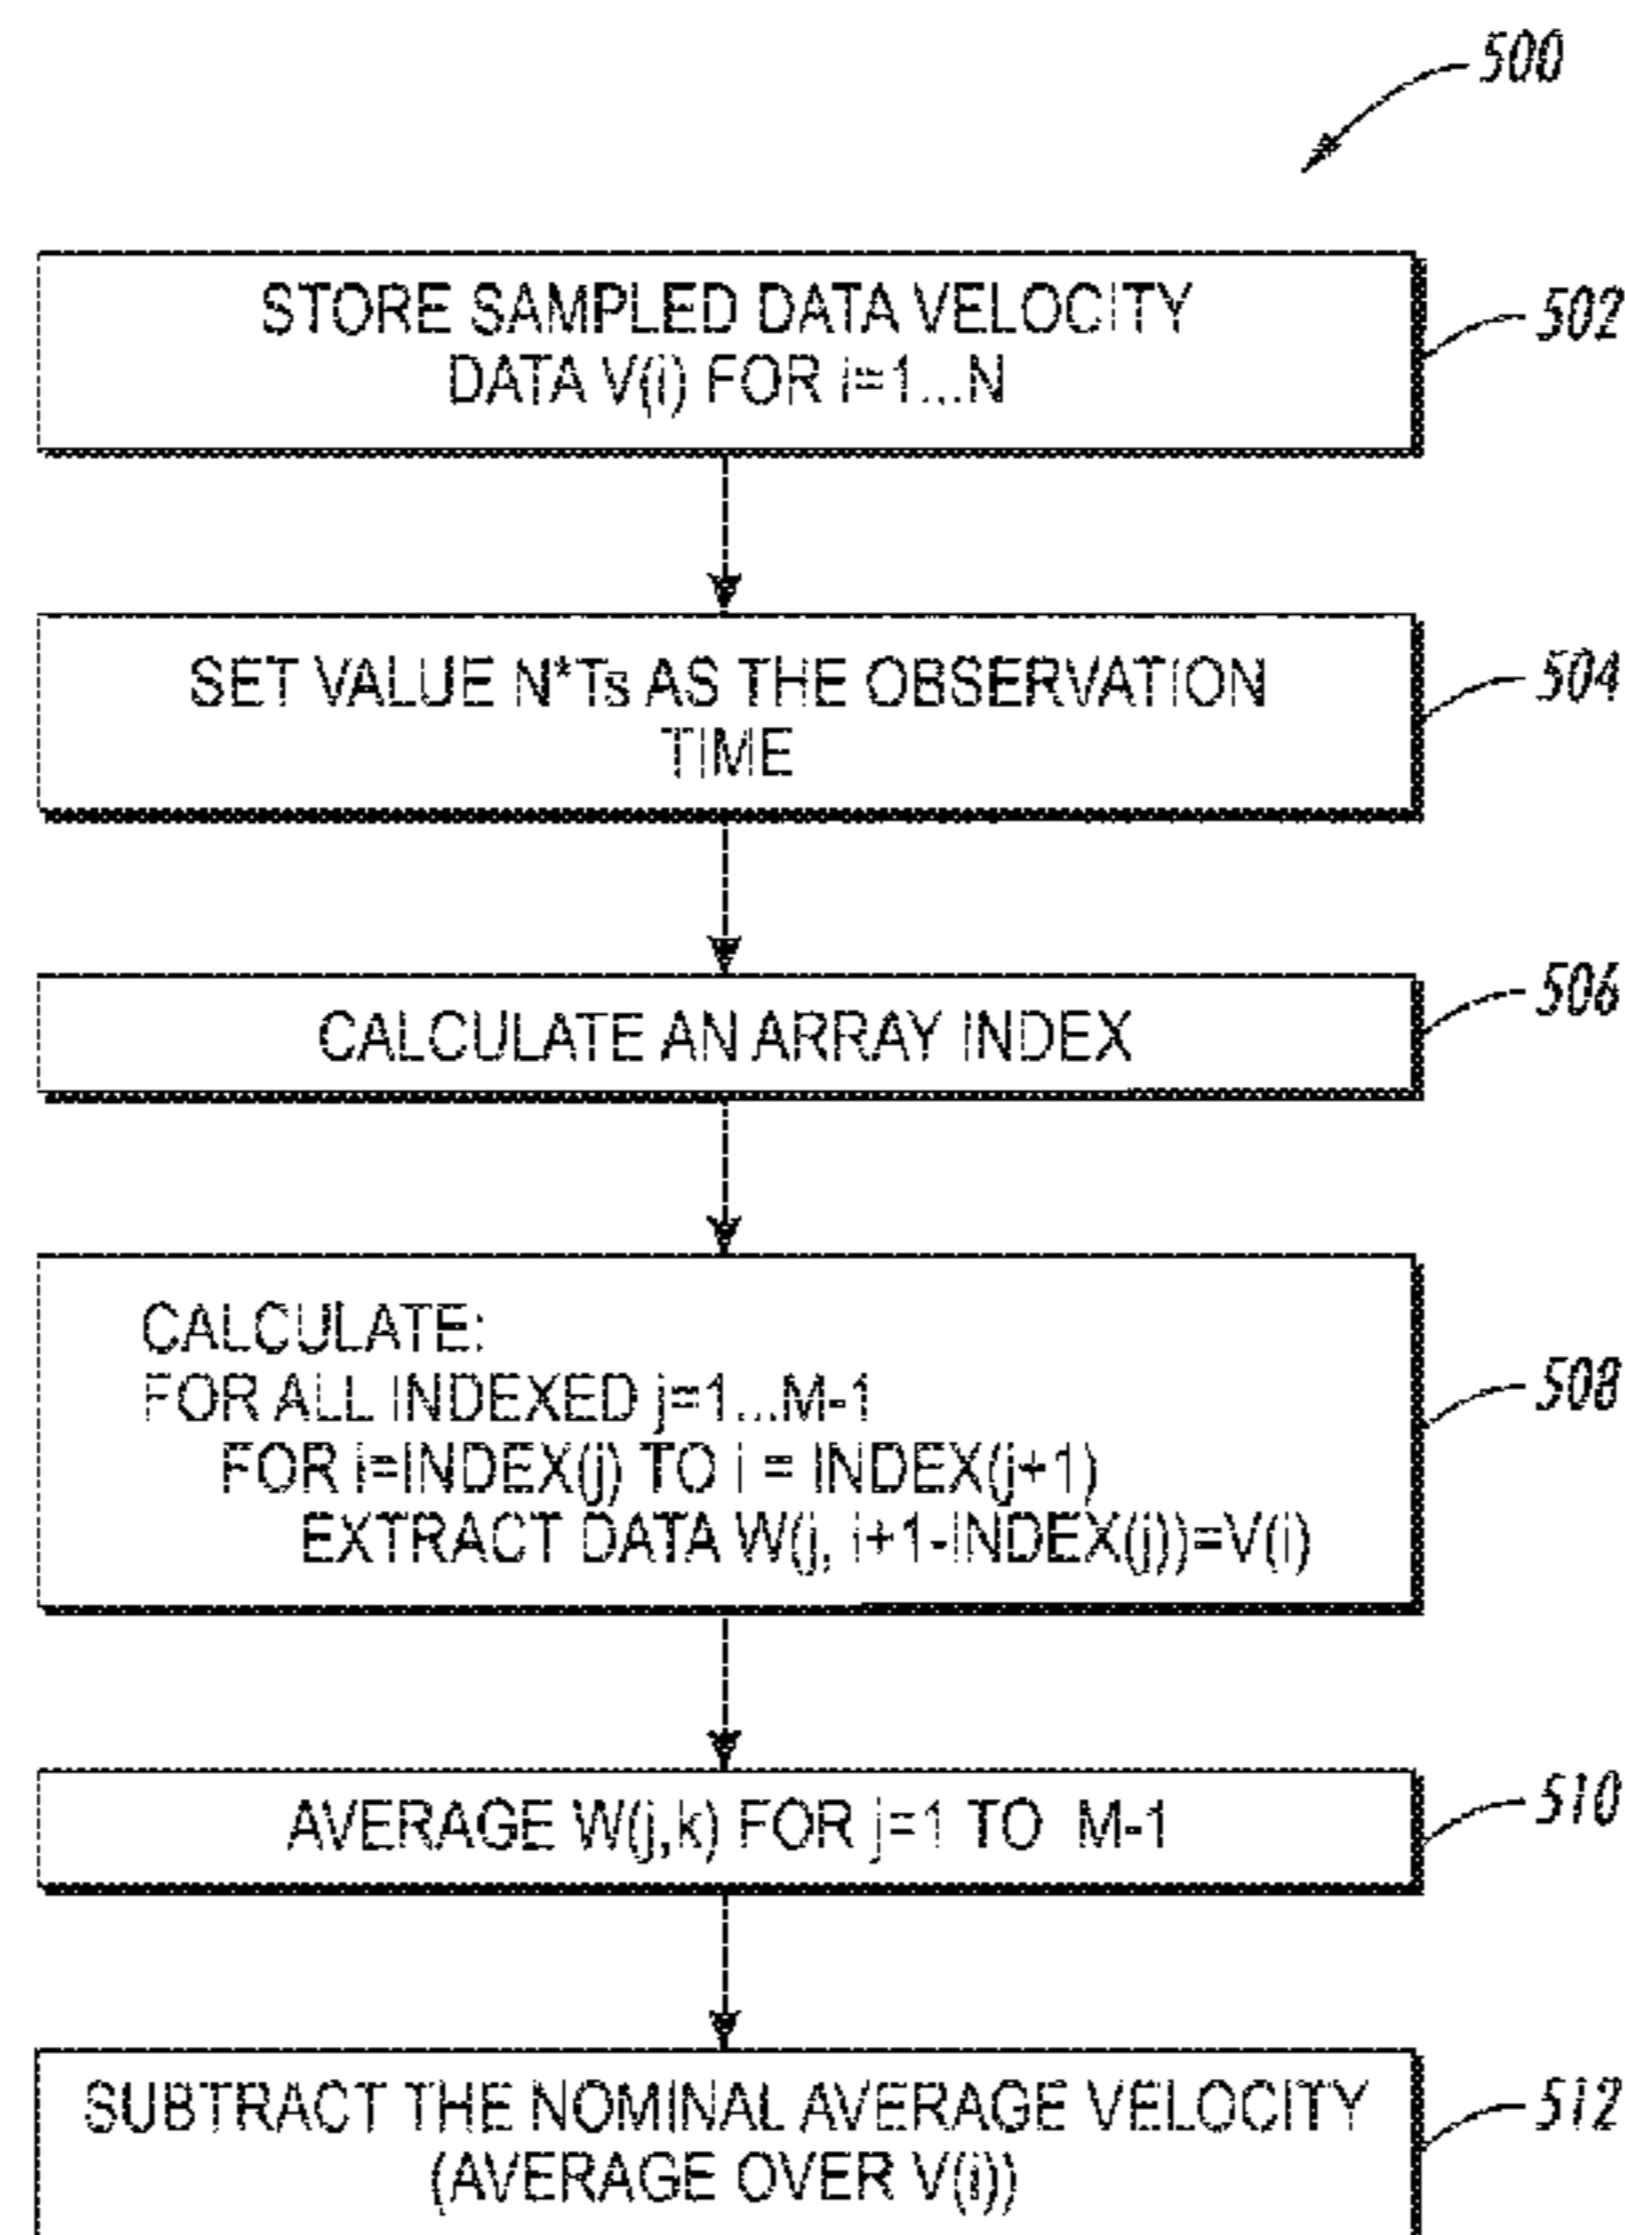 500
STORE SAMPLED DATA VELOCITY
DATA V(i) FOR i=1...N
502
SET VALUE N*Ts AS THE OBSERVATION
TIME
504
CALCULATE AN ARRAY INDEX
506
CALCULATE:
FOR ALL INDEXED j=1...M-1
FOR i=INDEX(j) TO i = INDEX(j+1)
EXTRACT DATA W(j, i+1-INDEX(j))=V(i)
508
AVERAGE W(j,k) FOR j=1 TO M-1
510
SUBTRACT THE NOMINAL AVERAGE VELOCITY
(AVERAGE OVER V(i))
512